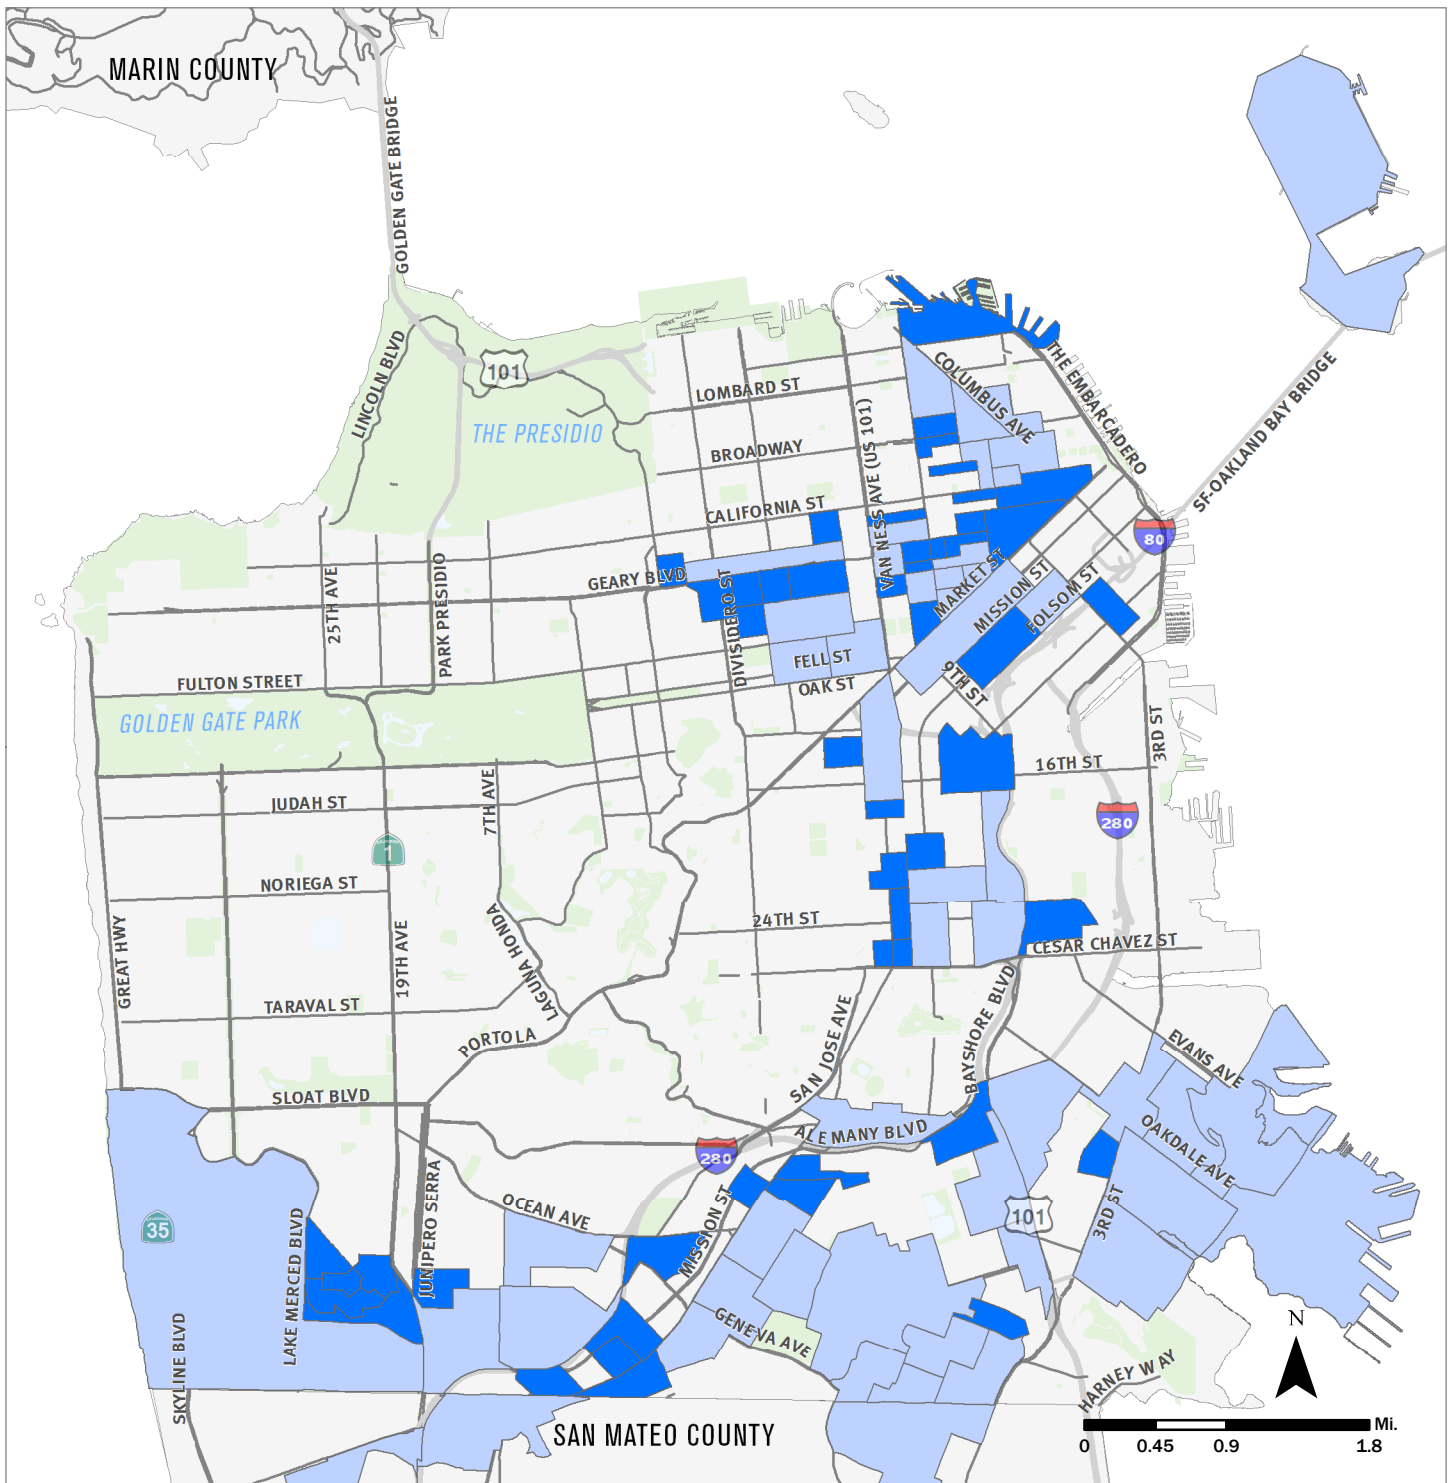 MARIN COUNTY
GOLDEN GATE BRIDGE
LINCOLN BLVD
101
THE PRESIDIO
LOMBARD ST
BROADWAY
CALIFORNIA ST
VAN NESS AVE (US 101)
COLUMBUS AVE
THE EMBARCADERO
SF-OAKLAND BAY BRIDGE
80
25TH AVE
PARK PRESIDIO
GEARY BLVD
DIVISIDERO ST
MARKET ST
MISSION ST
FOLSOM ST
FULTON STREET
FELL ST
OAK ST
9TH ST
GOLDEN GATE PARK
3RD ST
16TH ST
JUDAH ST
7TH AVE
280
1
NORIEGA ST
24TH ST
GREAT HWY
19TH AVE
LAGUNA HONDA
CESAR CHAVEZ ST
TARAVAL ST
PORTOLA
SAN JOSE AVE
BAYSHORE BLVD
EVANS AVE
SLOAT BLVD
ALEMANY BLVD
OAKDALE AVE
280
35
LAKE MERCED BLVD
JUNIPERO SERRA
OCEAN AVE
MISSION ST
101
3RD ST
SKYLINE BLVD
GENEVA AVE
HARNEY WAY
N
SAN MATEO COUNTY
Mi.
0 0.45 0.9 1.8